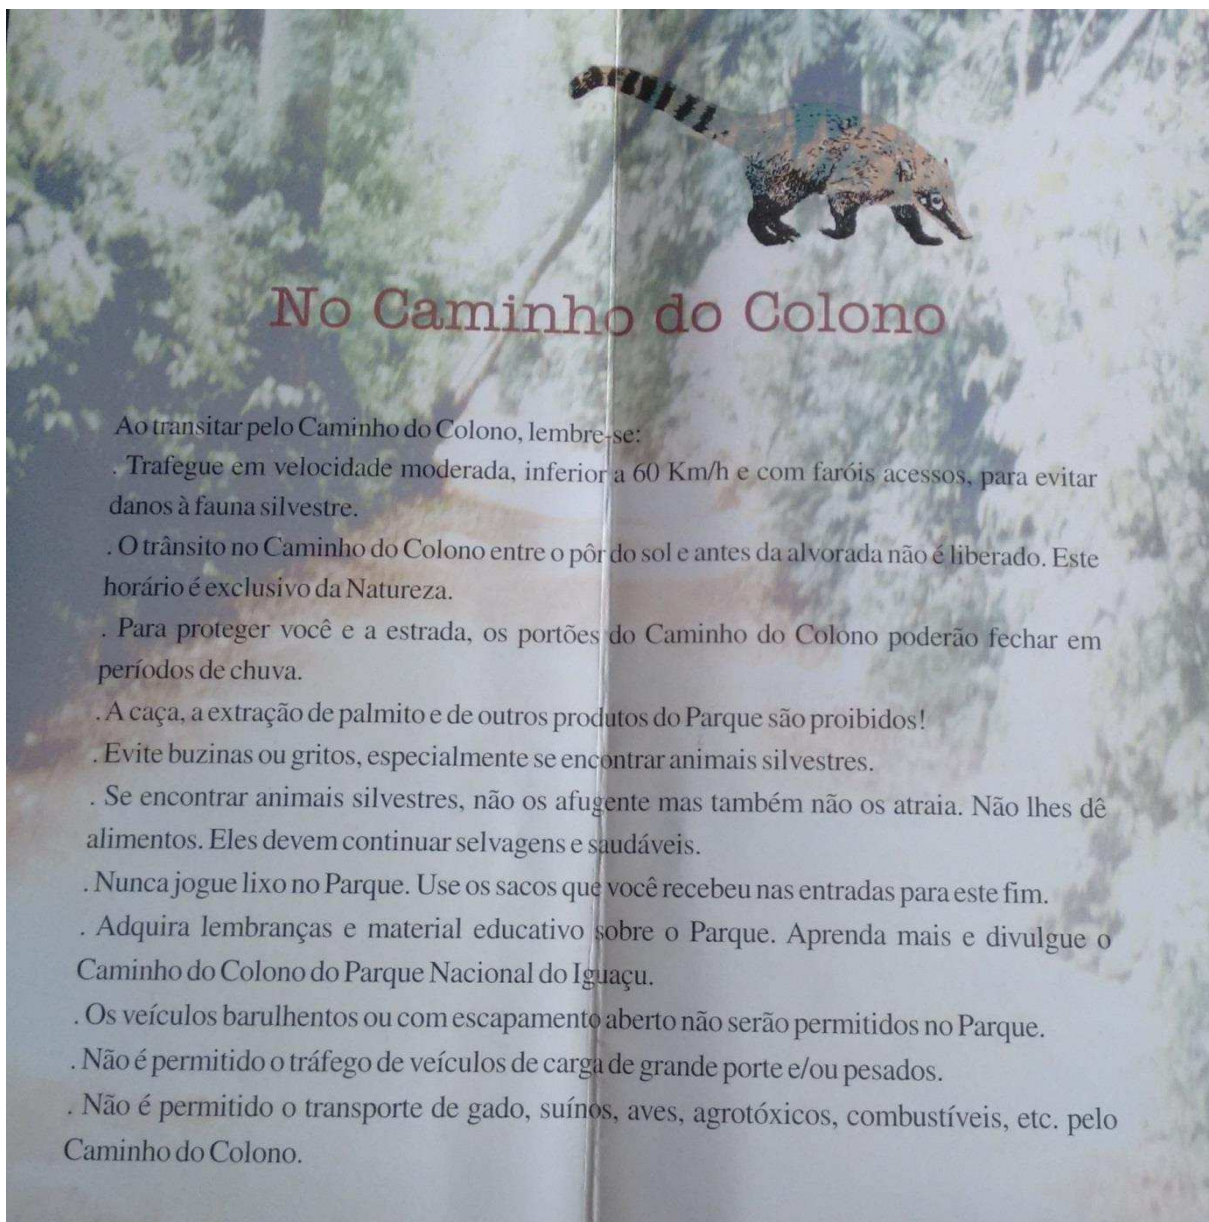 No Caminho do Colono
Ao transitar pelo Caminho do Colono, lembre-se:
. Trafegue em velocidade moderada, inferior a 60 Km/h e com faróis acessos, para evitar
danos à fauna silvestre.
. O trânsito no Caminho do Colono entre o pôr do sol e antes da alvorada não é liberado. Este
horário é exclusivo da Natureza.
. Para proteger você e a estrada, os portões do Caminho do Colono poderão fechar em
períodos de chuva.
. A caça, a extração de palmito e de outros produtos do Parque são proibidos!
. Evite buzinas ou gritos, especialmente se encontrar animais silvestres.
. Se encontrar animais silvestres, não os afugente mas também não os atraia. Não lhes dê
alimentos. Eles devem continuar selvagens e saudáveis.
. Nunca jogue lixo no Parque. Use os sacos que você recebeu nas entradas para este fim.
. Adquira lembranças e material educativo sobre o Parque. Aprenda mais e divulgue o
Caminho do Colono do Parque Nacional do Iguaçu.
. Os veículos barulhentos ou com escapamento aberto não serão permitidos no Parque.
. Não é permitido o tráfego de veículos de carga de grande porte e/ou pesados.
. Não é permitido o transporte de gado, suínos, aves, agrotóxicos, combustíveis, etc. pelo
Caminho do Colono.